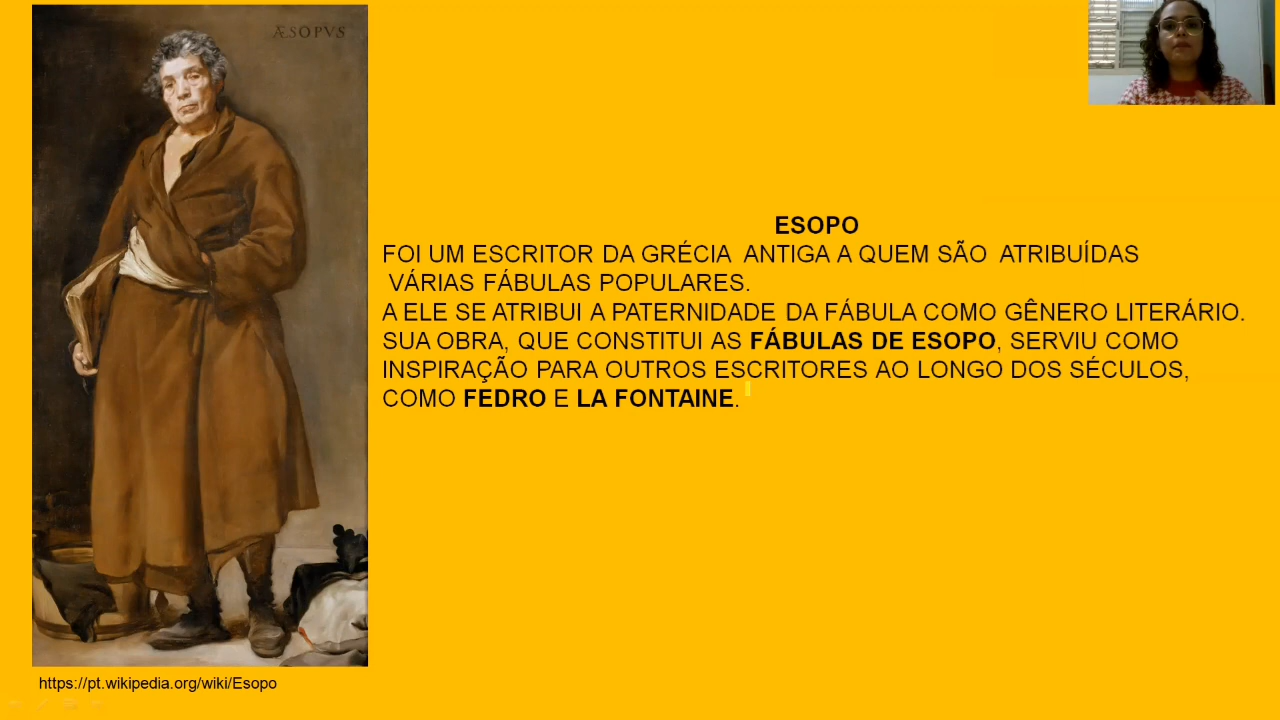 ÆSOPVS
ESOPO
FOI UM ESCRITOR DA GRÉCIA ANTIGA A QUEM SÃO ATRIBUÍDAS
VÁRIAS FÁBULAS POPULARES.
A ELE SE ATRIBUI A PATERNIDADE DA FÁBULA COMO GÊNERO LITERÁRIO.
SUA OBRA, QUE CONSTITUI AS FÁBULAS DE ESOPO, SERVIU COMO
INSPIRAÇÃO PARA OUTROS ESCRITORES AO LONGO DOS SÉCULOS,
COMO FEDRO E LA FONTAINE.
https://pt.wikipedia.org/wiki/Esopo